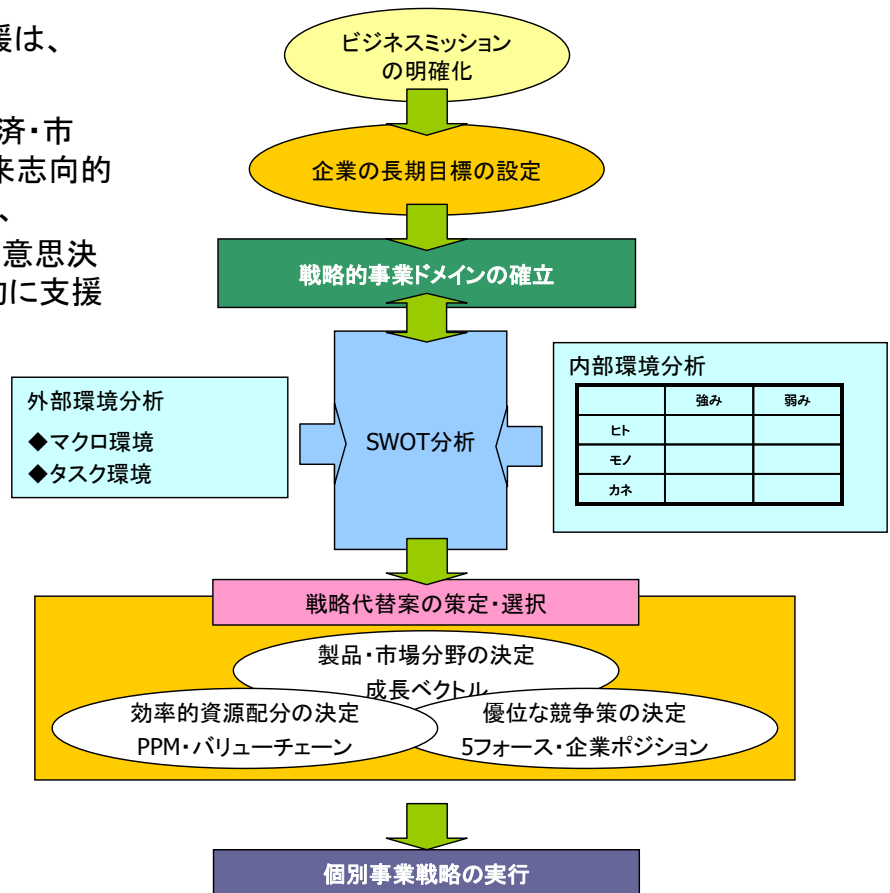 援は、
済・市
来志向的
、
意思決
的に支援
ビジネスミッション
の明確化
企業の長期目標の設定
戦略的事業ドメインの確立
外部環境分析
◆マクロ環境
◆タスク環境
SWOT分析
内部環境分析
強み 弱み
ヒト
モノ
カネ
戦略代替案の策定・選択
製品・市場分野の決定
成長ベクトル
効率的資源配分の決定
PPM・バリューチェーン
優位な競争策の決定
5フォース・企業ポジション
個別事業戦略の実行